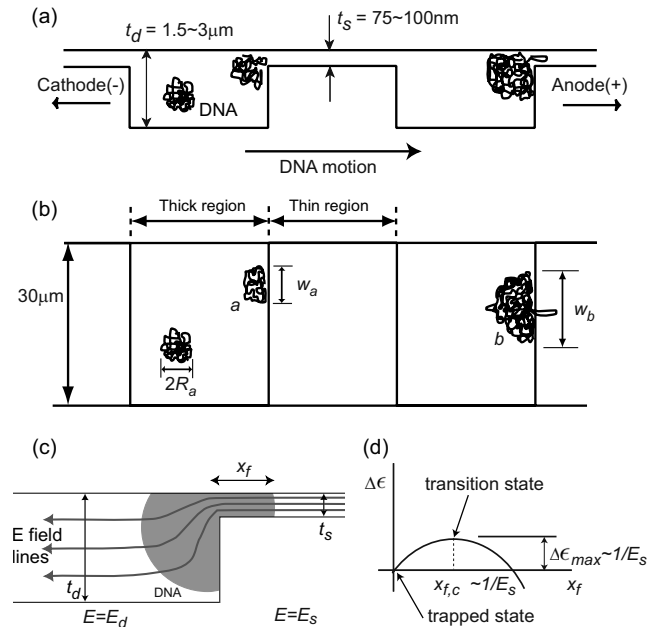 (a)
t_d = 1.5~3μm
t_s = 75~100nm
Cathode(-)
DNA
Anode(+)
DNA motion
(b)
Thick region
Thin region
30μm
a
w_a
b
w_b
2R_a
(c)
x_f
E field
lines
t_s
t_d
DNA
E=E_d
E=E_s
(d)
Δϵ
transition state
Δϵ_max~1/E_s
x_f,c ~1/E_s
x_f
trapped state